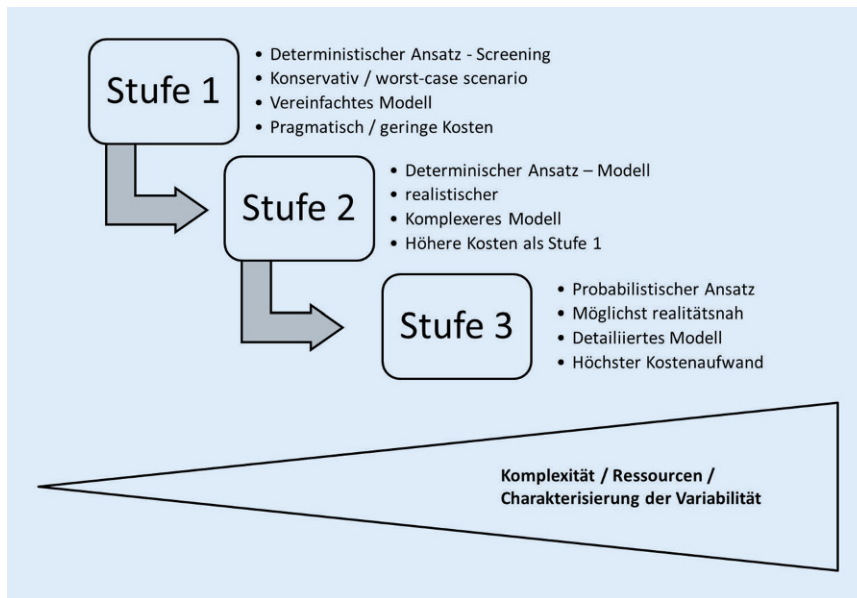 Stufe 1
• Deterministischer Ansatz - Screening
• Konservativ / worst-case scenario
• Vereinfachtes Modell
• Pragmatisch / geringe Kosten
Stufe 2
• Determinischer Ansatz – Modell
• realistischer
• Komplexeres Modell
• Höhere Kosten als Stufe 1
Stufe 3
• Probabilistischer Ansatz
• Möglichst realitätsnah
• Detailiiertes Modell
• Höchster Kostenaufwand
Komplexität / Ressourcen /
Charakterisierung der Variabilität